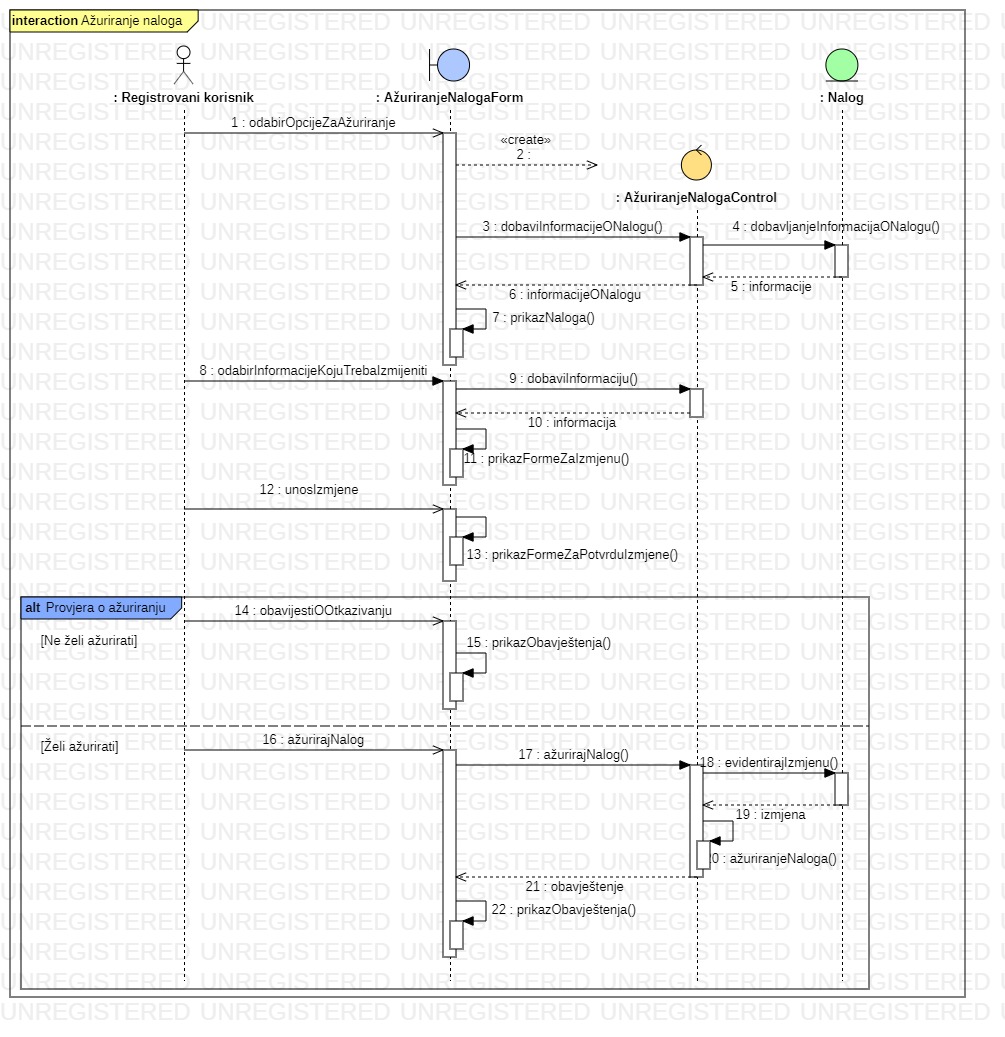 interaction Ažuriranje naloga
: Registrovani korisnik
: AžuriranjeNalogaForm
: Nalog
1 : odabirOpcijeZaAžuriranje
«create»
2 :
: AžuriranjeNalogaControl
3 : dobaviInformacijeONalogu()
4 : dobavljanjeInformacijaONalogu()
5 : informacije
6 : informacijeONalogu
7 : prikazNaloga()
8 : odabirInformacijeKojuTrebaIzmijeniti
9 : dobaviInformaciju()
10 : informacija
11 : prikazFormeZaIzmjenu()
12 : unosIzmjene
13 : prikazFormeZaPotvrduIzmjene()
alt Provjera o ažuriranju
14 : obavijestiOOtkazivanju
[Ne želi ažurirati]
15 : prikazObavještenja()
16 : ažurirajNalog
[Želi ažurirati]
17 : ažurirajNalog()
18 : evidentirajIzmjenu()
19 : izmjena
0 : ažuriranjeNaloga()
21 : obavještenje
22 : prikazObavještenja()
UNREGISTERED